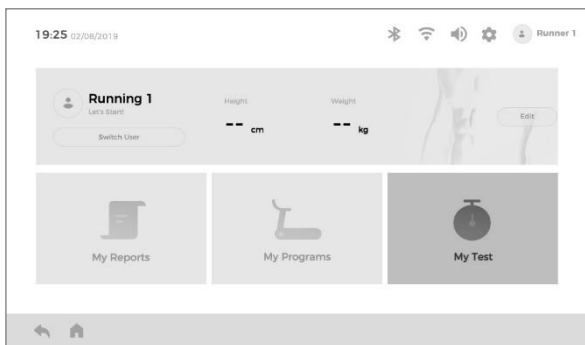 19:25 02/08/2019
Runner 1
Running 1
Let's Start!
Switch User
Height
-- cm
Weight
-- kg
Edit
My Reports
My Programs
My Test